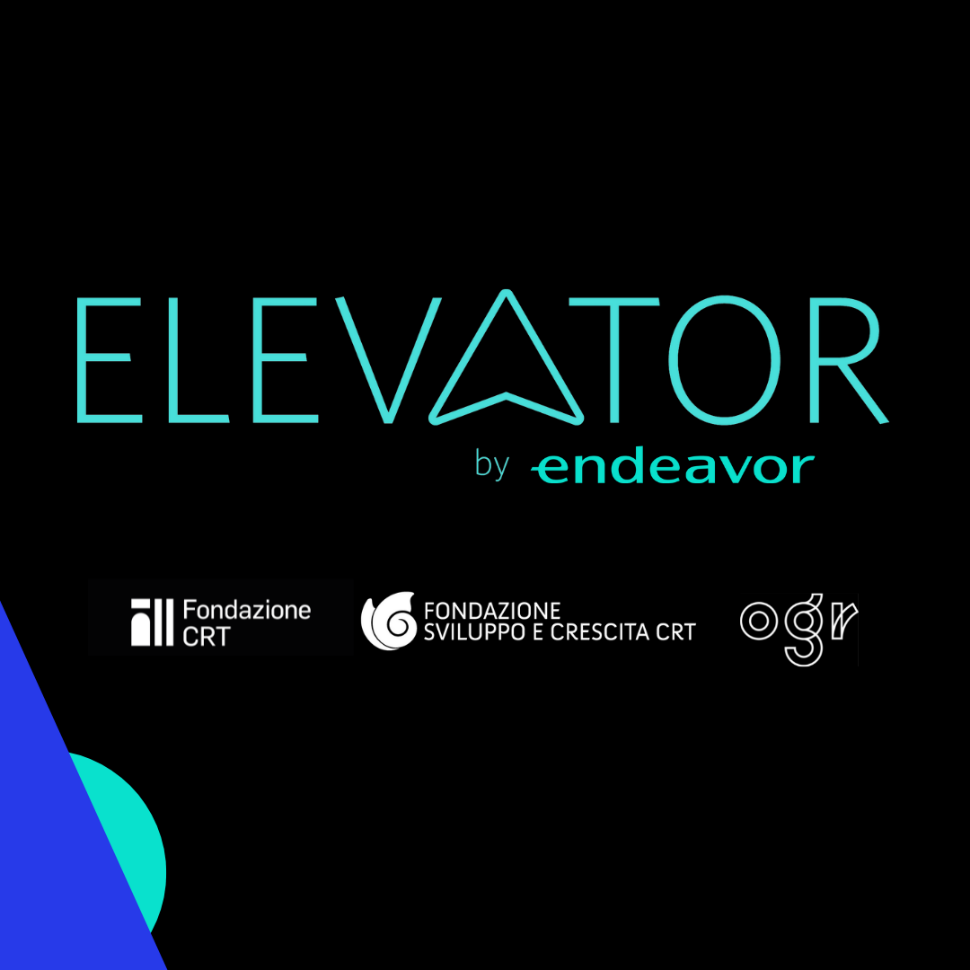 ELEVATOR
by endeavor
Fondazione
CRT
FONDAZIONE
SVILUPPO E CRESCITA CRT
ogr